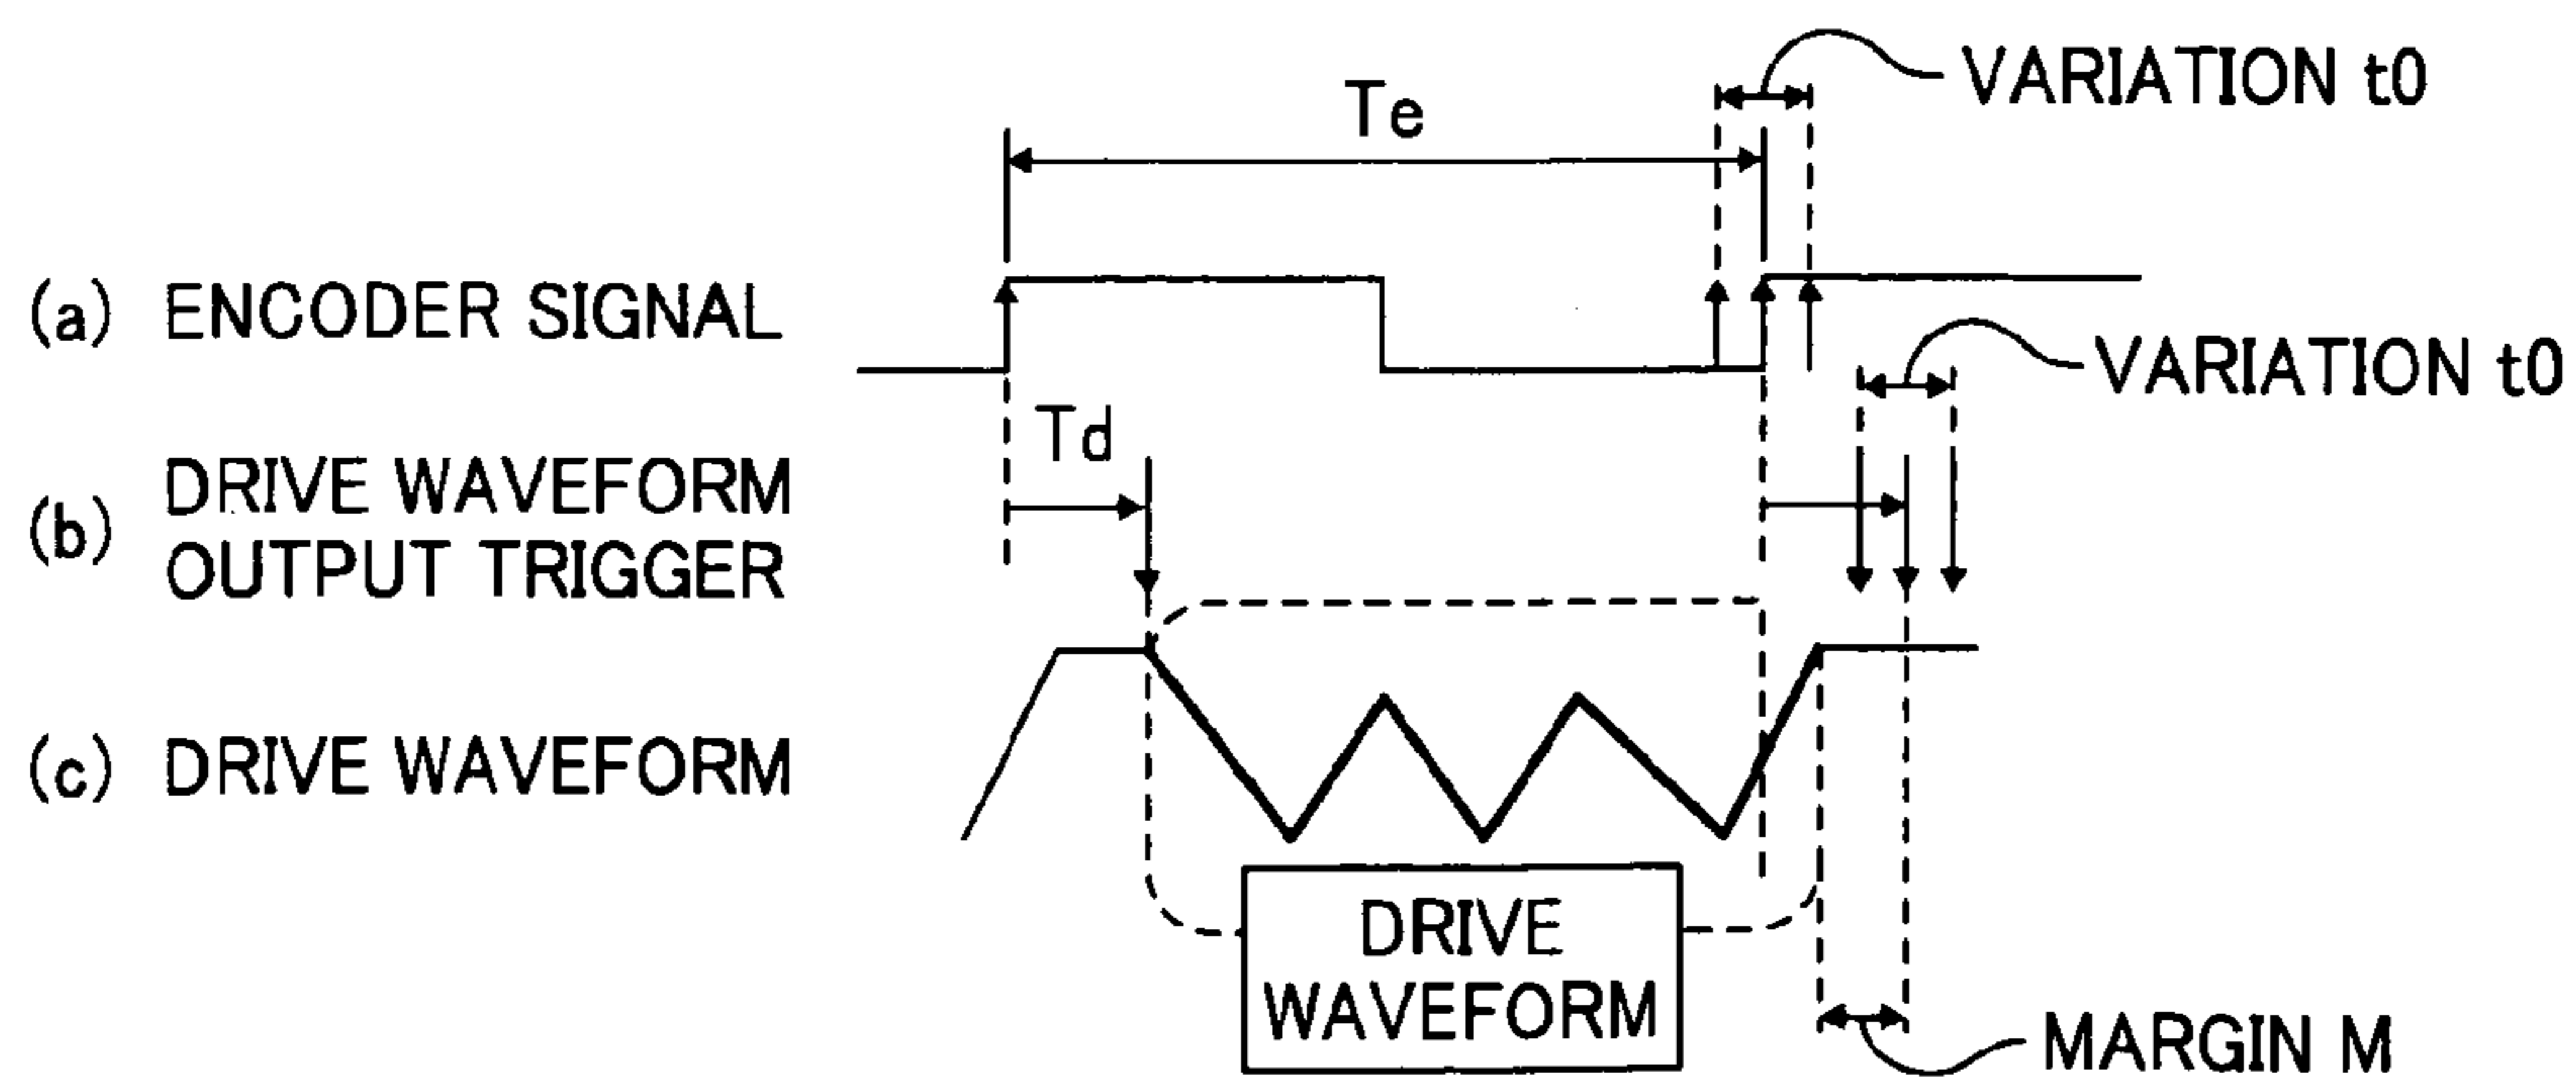 VARIATION t0
Te
(a) ENCODER SIGNAL
VARIATION t0
Td
(b) DRIVE WAVEFORM
OUTPUT TRIGGER
(c) DRIVE WAVEFORM
DRIVE
WAVEFORM
MARGIN M